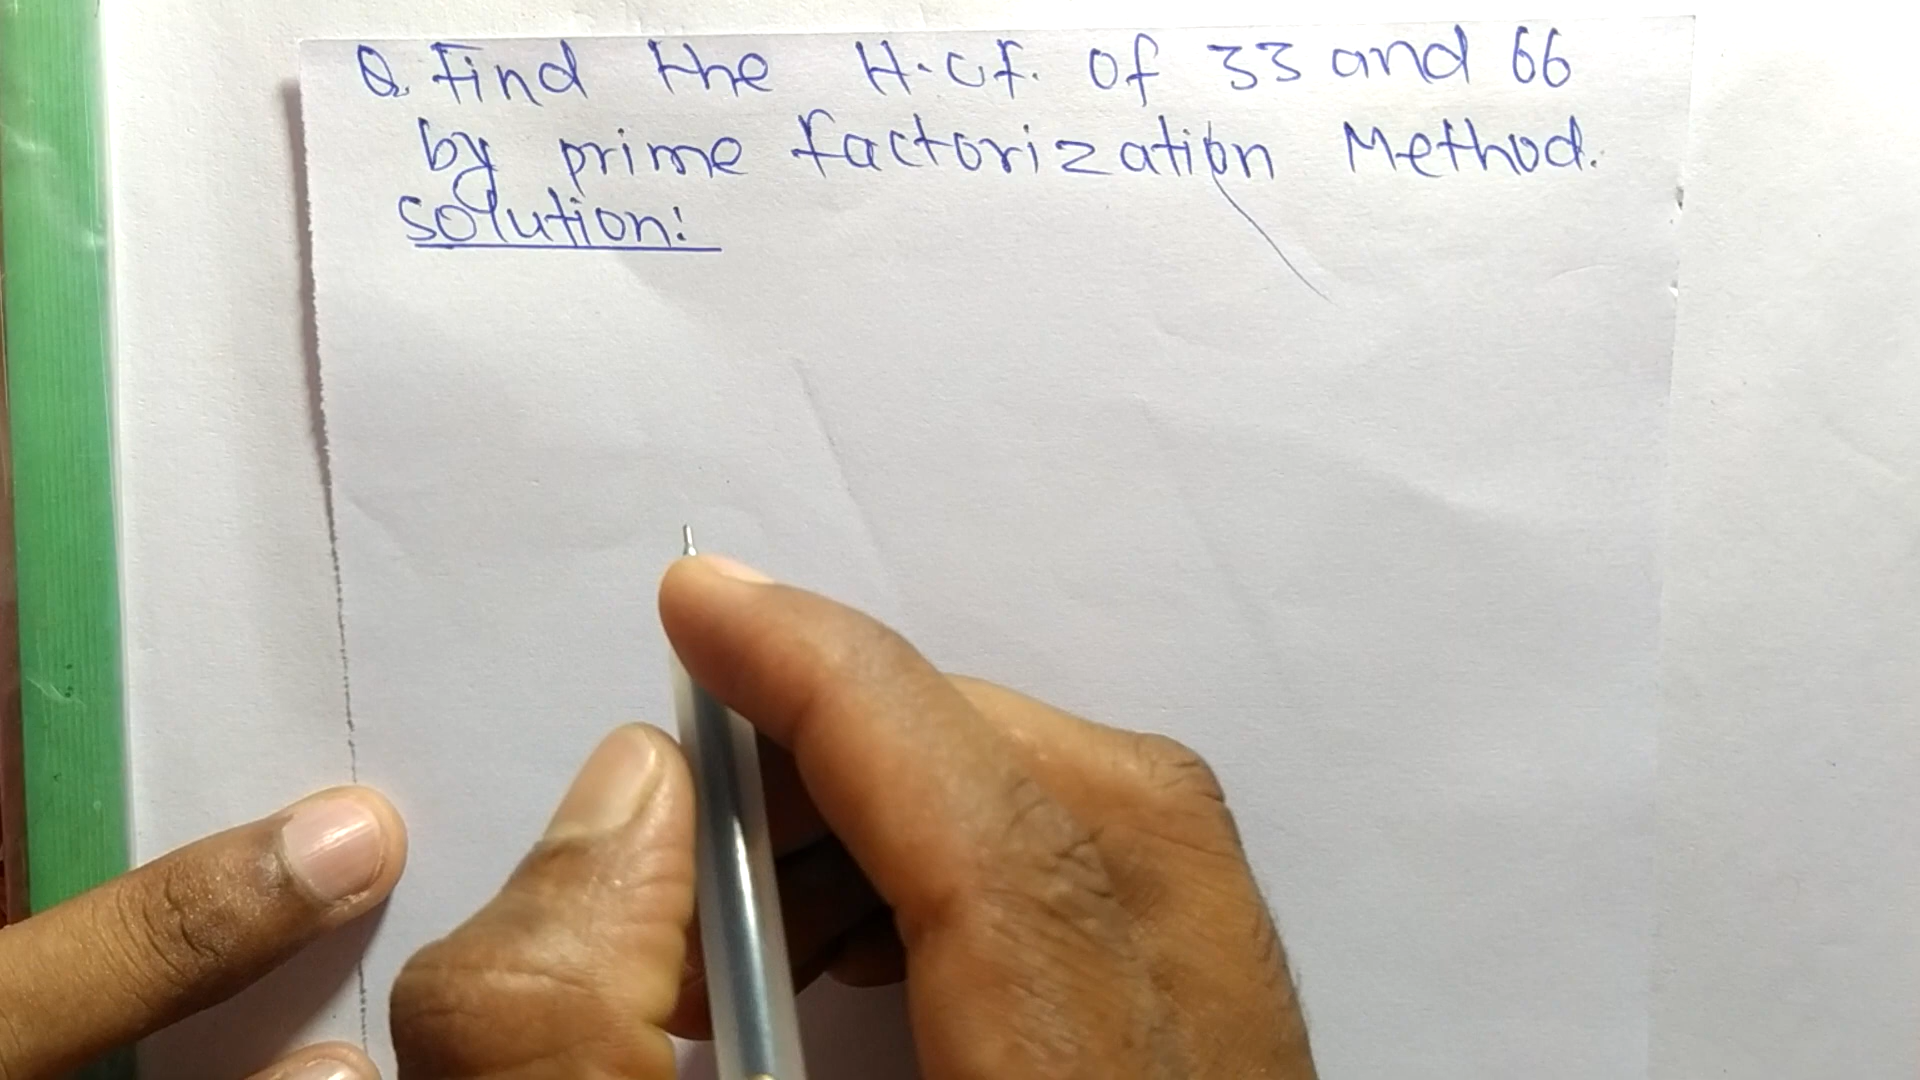 Q. Find the H.C.F. of 33 and 66
by prime factorization Method.
Solution: